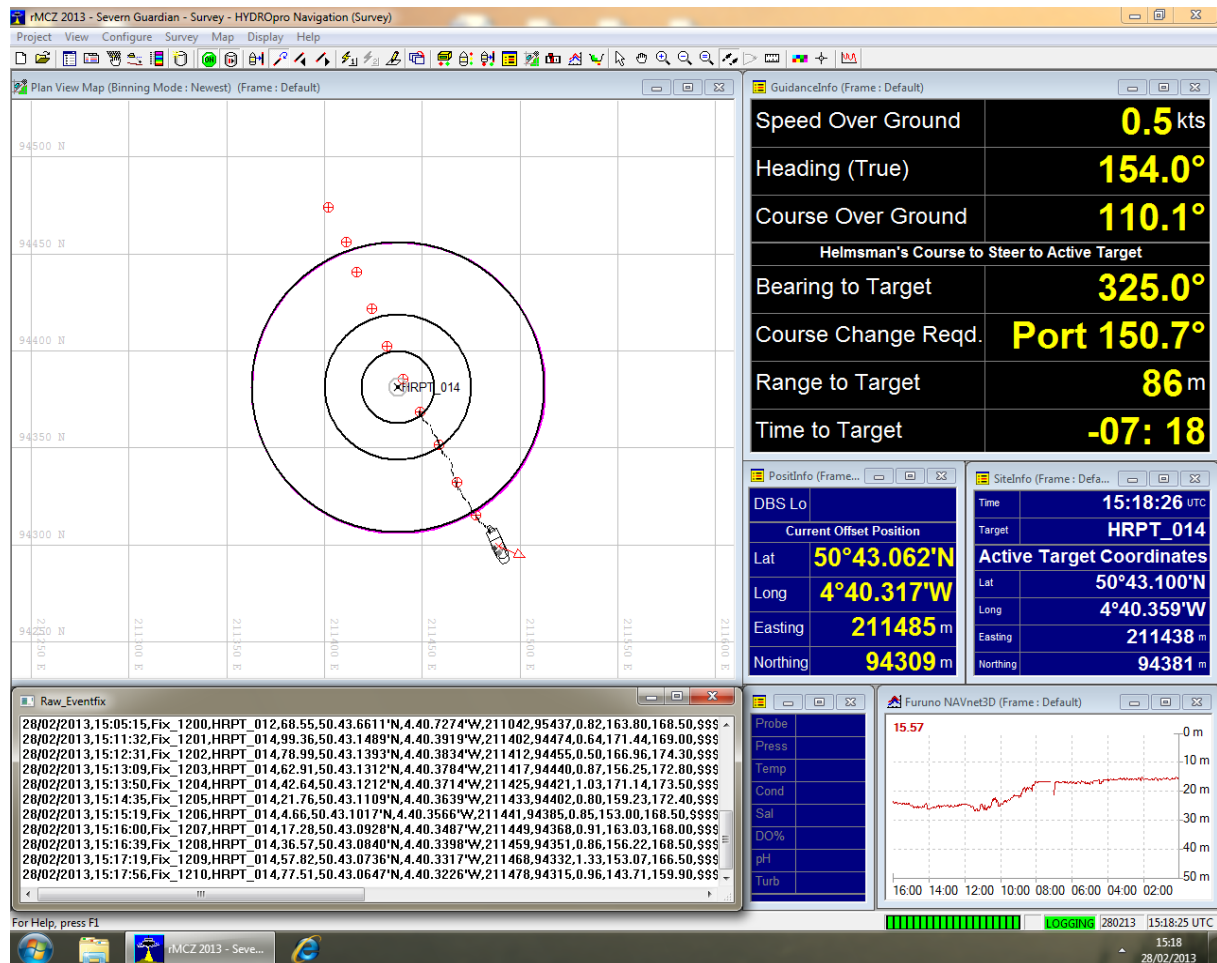 rMCZ 2013 - Severn Guardian - Survey - HYDROpro Navigation (Survey)
Project View Configure Survey Map Display Help
Plan View Map (Binning Mode : Newest) (Frame : Default)
94500 N
94450 N
94400 N
94350 N
94300 N
94250 N
211250 E
211300 E
211350 E
211400 E
211450 E
211500 E
211550 E
211600 E
HRPT_014
GuidanceInfo (Frame : Default)
Speed Over Ground 0.5 kts
Heading (True) 154.0°
Course Over Ground 110.1°
Helmsman's Course to Steer to Active Target
Bearing to Target 325.0°
Course Change Reqd. Port 150.7°
Range to Target 86 m
Time to Target -07: 18
PositInfo (Frame...
DBS Lo
Current Offset Position
Lat 50°43.062'N
Long 4°40.317'W
Easting 211485 m
Northing 94309 m
SiteInfo (Frame : Defa...
Time 15:18:26 UTC
Target HRPT_014
Active Target Coordinates
Lat 50°43.100'N
Long 4°40.359'W
Easting 211438 m
Northing 94381 m
Raw_Eventfix
28/02/2013,15:05:15,Fix_1200,HRPT_012,68.55,50.43.6611'N,4.40.7274'W,211042,95437,0.82,163.80,168.50,$$$
28/02/2013,15:11:32,Fix_1201,HRPT_014,99.36,50.43.1489'N,4.40.3919'W,211402,94474,0.64,171.44,169.00,$$$
28/02/2013,15:12:31,Fix_1202,HRPT_014,78.99,50.43.1393'N,4.40.3834'W,211412,94455,0.50,166.96,174.30,$$$
28/02/2013,15:13:09,Fix_1203,HRPT_014,62.91,50.43.1312'N,4.40.3784'W,211417,94440,0.87,156.25,172.80,$$$
28/02/2013,15:13:50,Fix_1204,HRPT_014,42.64,50.43.1212'N,4.40.3714'W,211425,94421,1.03,171.14,173.50,$$$
28/02/2013,15:14:35,Fix_1205,HRPT_014,21.76,50.43.1109'N,4.40.3639'W,211433,94402,0.80,159.23,172.40,$$$
28/02/2013,15:15:19,Fix_1206,HRPT_014,4.66,50.43.1017'N,4.40.3566'W,211441,94385,0.85,153.00,168.50,$$$
28/02/2013,15:16:00,Fix_1207,HRPT_014,17.28,50.43.0928'N,4.40.3487'W,211449,94368,0.91,163.03,168.00,$$$
28/02/2013,15:16:39,Fix_1208,HRPT_014,36.57,50.43.0840'N,4.40.3398'W,211459,94351,0.86,156.22,168.50,$$$
28/02/2013,15:17:19,Fix_1209,HRPT_014,57.82,50.43.0736'N,4.40.3317'W,211468,94332,1.33,153.07,166.50,$$$
28/02/2013,15:17:56,Fix_1210,HRPT_014,77.51,50.43.0647'N,4.40.3226'W,211478,94315,0.96,143.71,159.90,$$$
Probe
Press
Temp
Cond
Sal
DO%
pH
Turb
Furuno NAVnet3D (Frame : Default)
15.57
0 m
10 m
20 m
30 m
40 m
50 m
16:00 14:00 12:00 10:00 08:00 06:00 04:00 02:00
For Help, press F1
LOGGING 280213 15:18:25 UTC
rMCZ 2013 - Seve...
15:18
28/02/2013